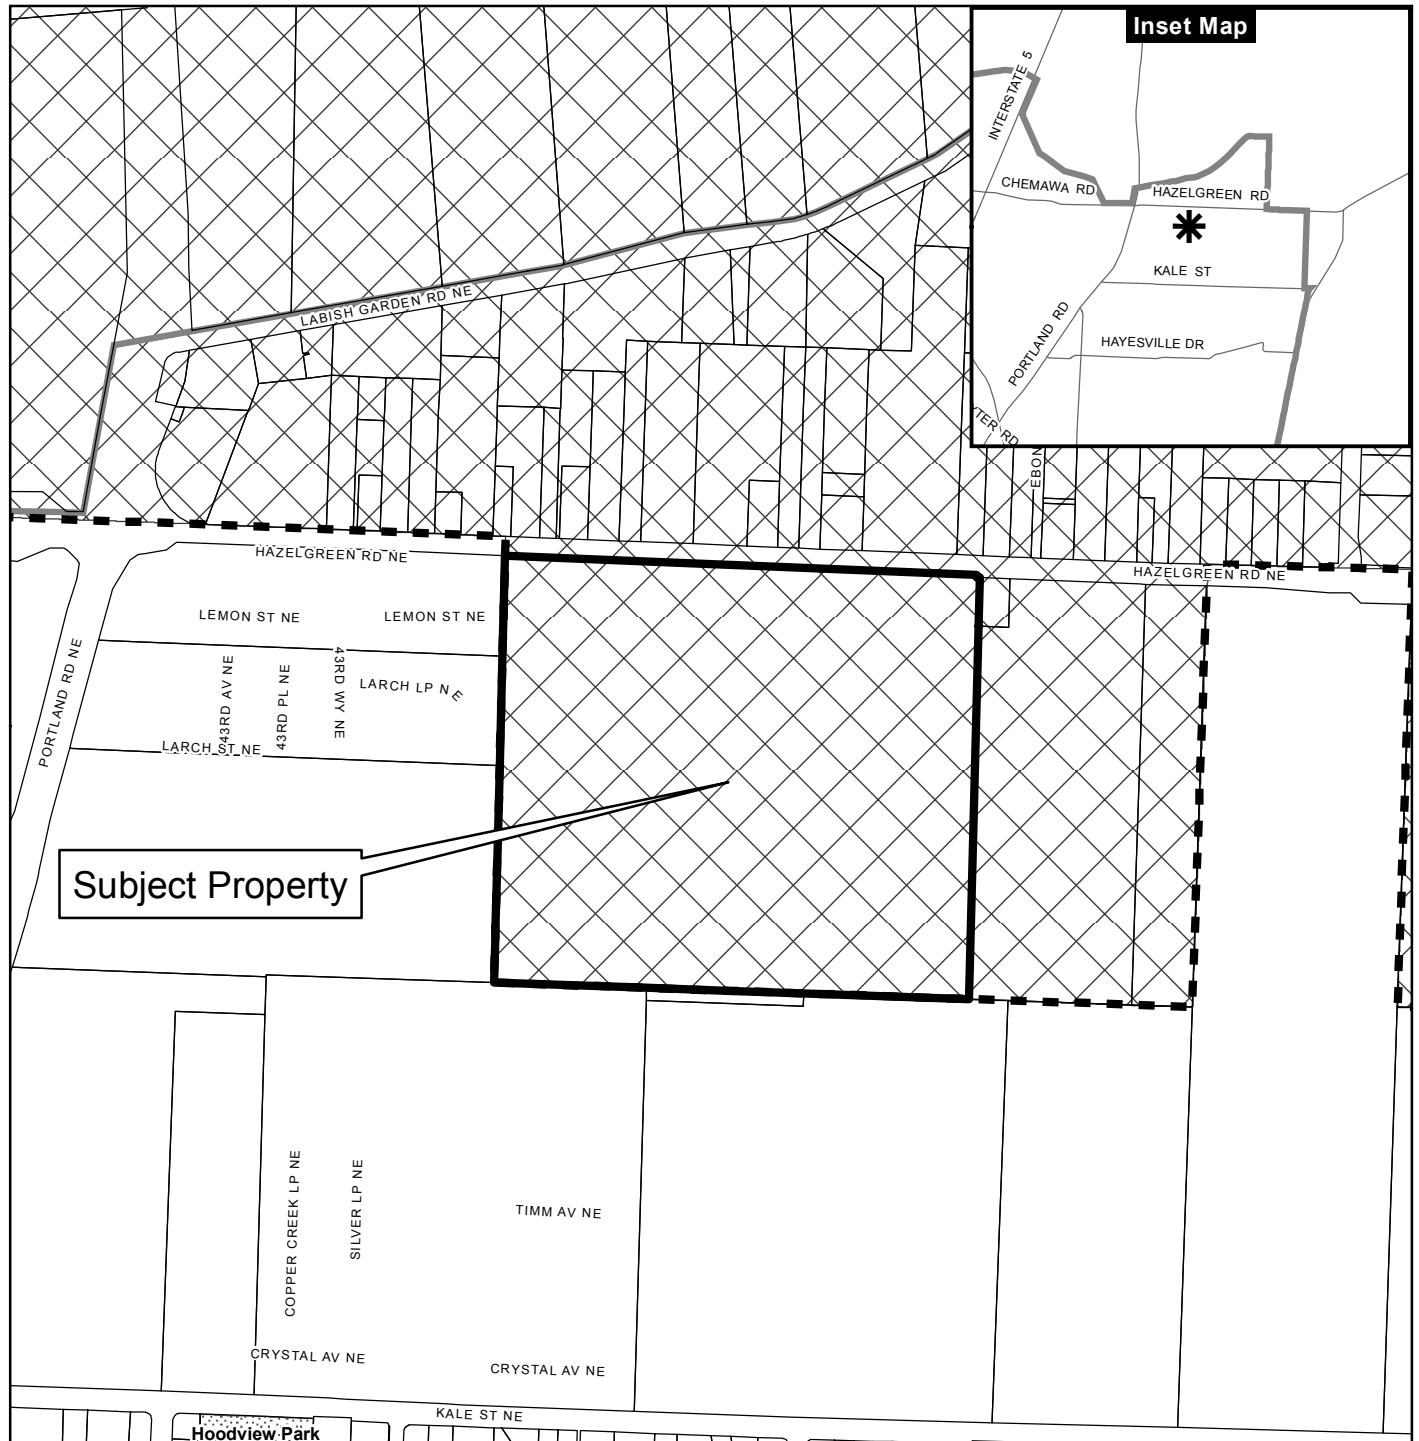 Inset Map
INTERSTATE 5
CHEMAWA RD
HAZELGREEN RD
KALE ST
PORTLAND RD
HAYESVILLE DR
RD
LABISH GARDEN RD NE
EBON
HAZELGREEN RD NE
HAZELGREEN RD NE
LEMON ST NE
LEMON ST NE
PORTLAND RD NE
43RD AV NE
43RD PL NE
43RD WY NE
LARCH LP NE
LARCH ST NE
Subject Property
COPPER CREEK LP NE
SILVER LP NE
TIMM AV NE
CRYSTAL AV NE
CRYSTAL AV NE
KALE ST NE
Hoodview Park